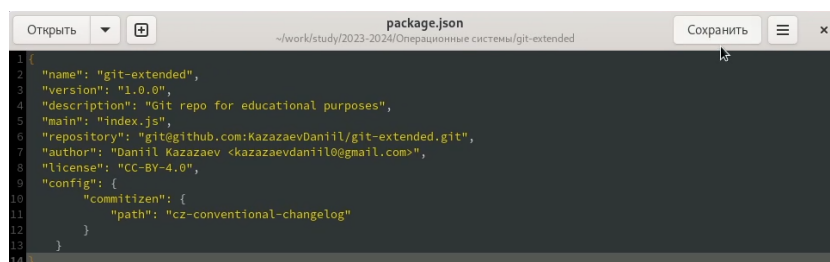 Открыть
package.json
~/work/study/2023-2024/Операционные системы/git-extended
Сохранить
1 {
2 "name": "git-extended",
3 "version": "1.0.0",
4 "description": "Git repo for educational purposes",
5 "main": "index.js",
6 "repository": "git@github.com:KazazaevDaniil/git-extended.git",
7 "author": "Daniil Kazazaev <kazazaevdaniil0@gmail.com>",
8 "license": "CC-BY-4.0",
9 "config": {
10 "commitizen": {
11 "path": "cz-conventional-changelog"
12 }
13 }
14 }